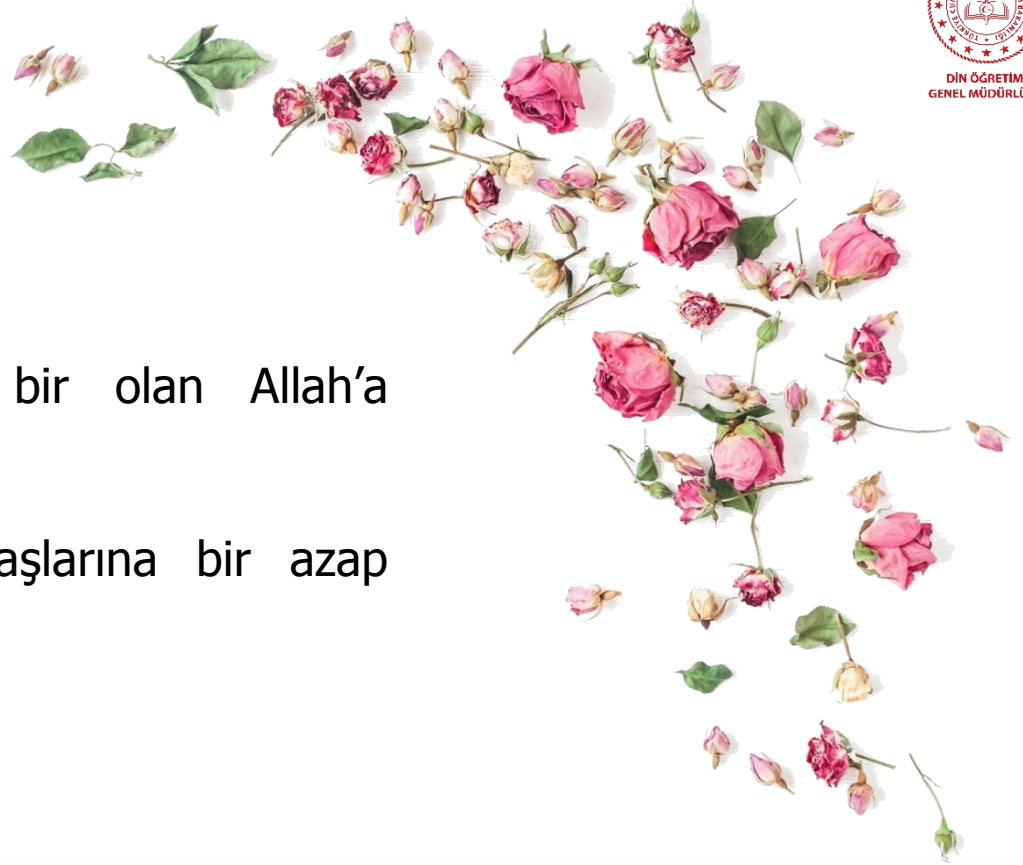 DİN ÖĞRETİM
GENEL MÜDÜRLÜ
bir olan Allah’a
aşlarına bir azap